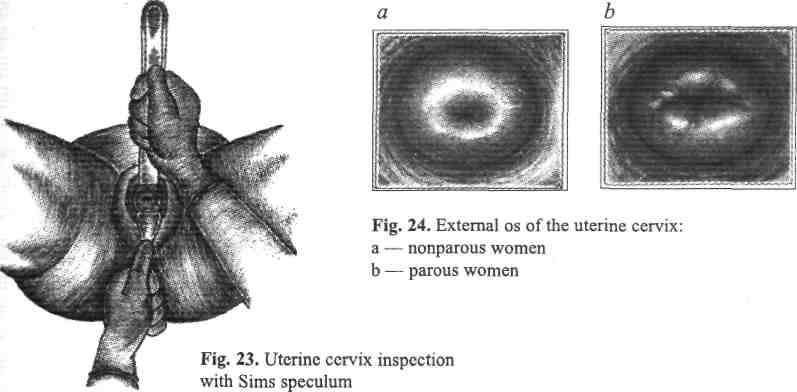 a
b
Fig. 24. External os of the uterine cervix:
a — nonparous women
b — parous women
Fig. 23. Uterine cervix inspection
with Sims speculum